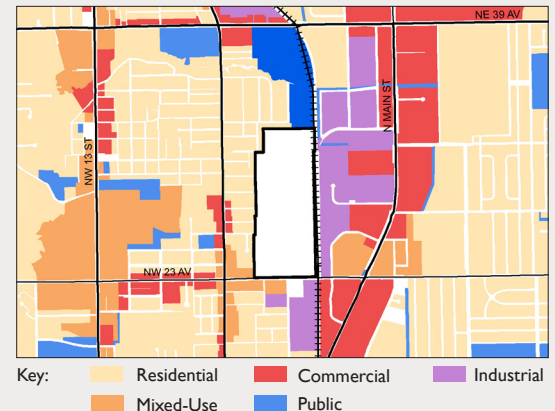 NE 39 AV
N MAIN ST
NW 13 ST
NW 23 AV
Key: Residential Commercial Industrial
Mixed-Use Public